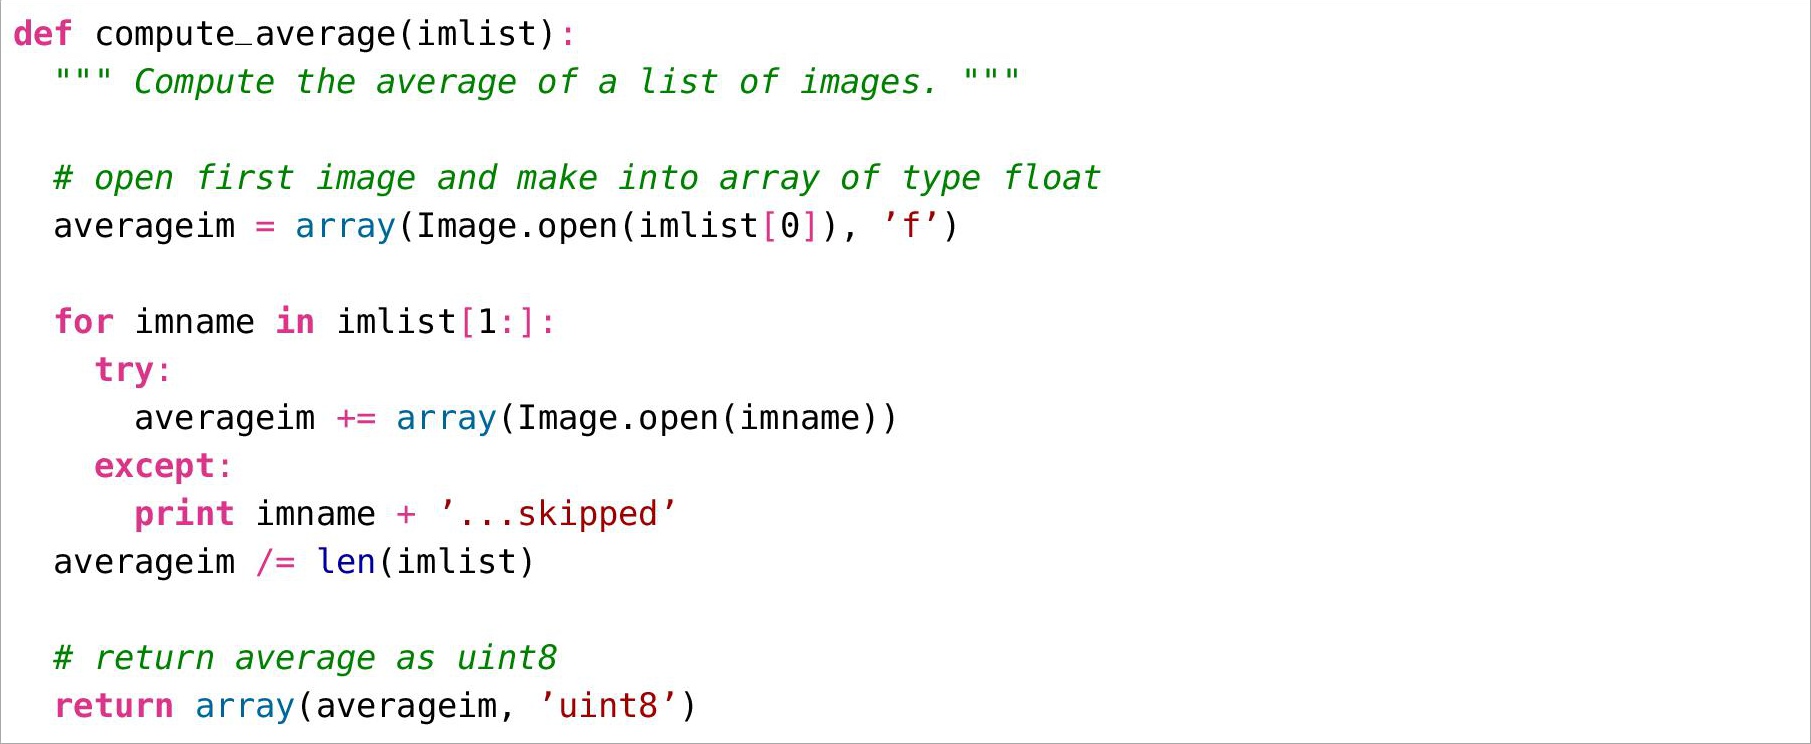 def compute_average(imlist):
  """ Compute the average of a list of images. """

  # open first image and make into array of type float
  averageim = array(Image.open(imlist[0]), ’f’)

  for imname in imlist[1:]:
    try:
      averageim += array(Image.open(imname))
    except:
      print imname + ’...skipped’
  averageim /= len(imlist)

  # return average as uint8
  return array(averageim, ’uint8’)